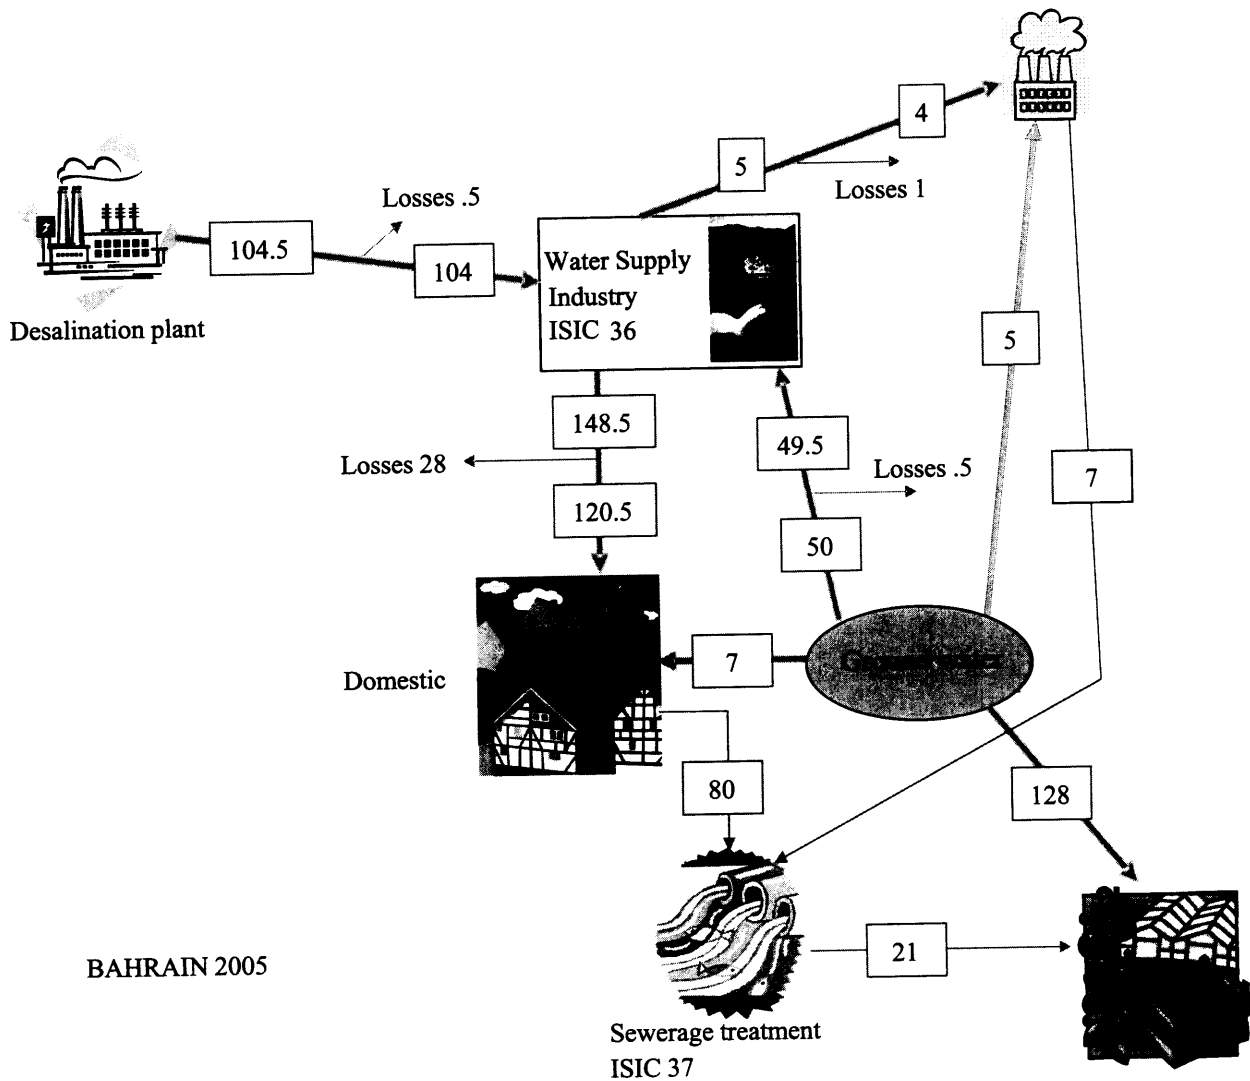 4
5
Losses 1
Losses .5
104.5
104
Water Supply
Industry
ISIC 36
Desalination plant
5
148.5
49.5
Losses 28
Losses .5
7
120.5
50
Groundwater
7
Domestic
80
128
21
BAHRAIN 2005
Sewerage treatment
ISIC 37